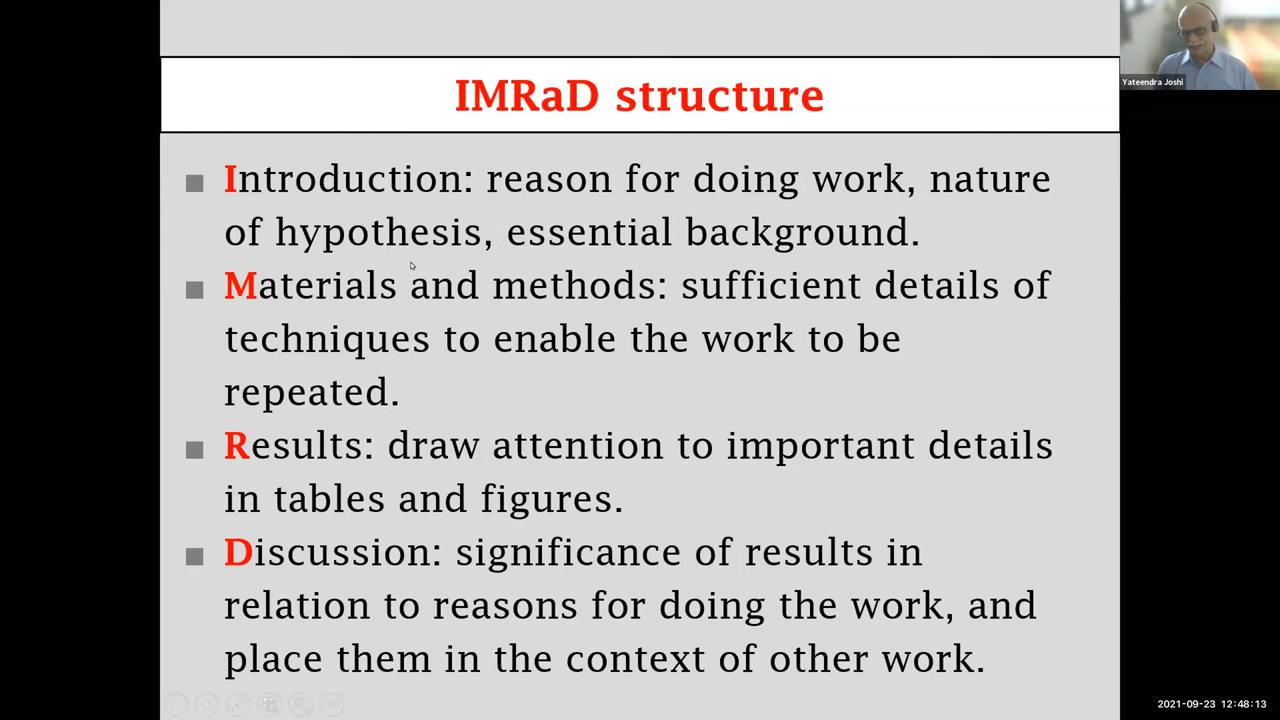 IMRaD structure
Yateendra Joshi
Introduction: reason for doing work, nature
of hypothesis, essential background.
Materials and methods: sufficient details of
techniques to enable the work to be
repeated.
Results: draw attention to important details
in tables and figures.
Discussion: significance of results in
relation to reasons for doing the work, and
place them in the context of other work.
2021-09-23 12:48:13